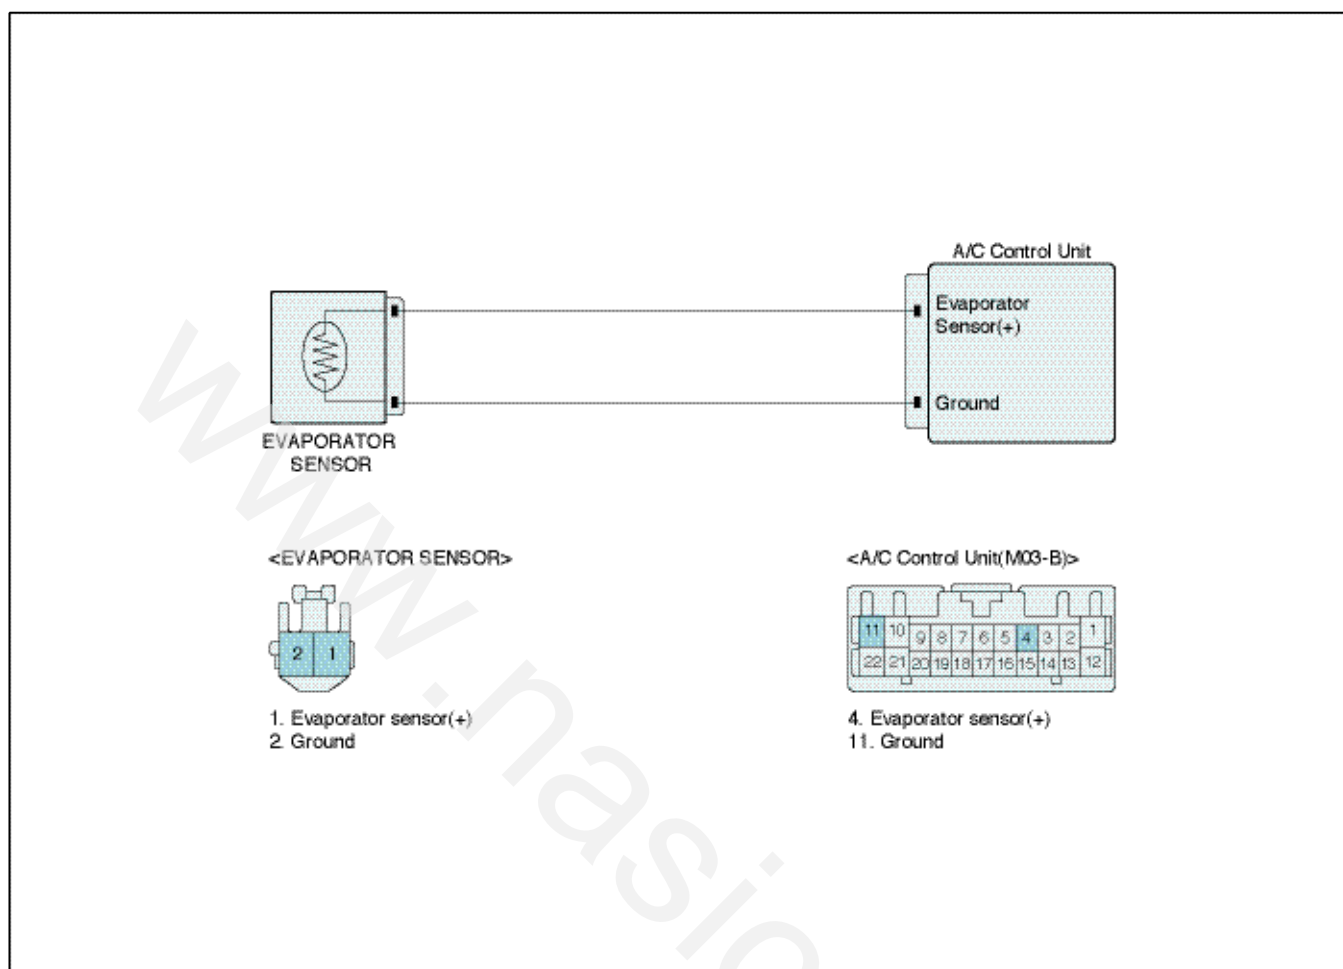 A/C Control Unit
Evaporator
Sensor(+)
Ground
EVAPORATOR
SENSOR
<EVAPORATOR SENSOR>
2 1
1. Evaporator sensor(+)
2. Ground
<A/C Control Unit(M03-B)>
11 10 9 8 7 6 5 4 3 2 1
22 21 20 19 18 17 16 15 14 13 12
4. Evaporator sensor(+)
11. Ground
www.nasio